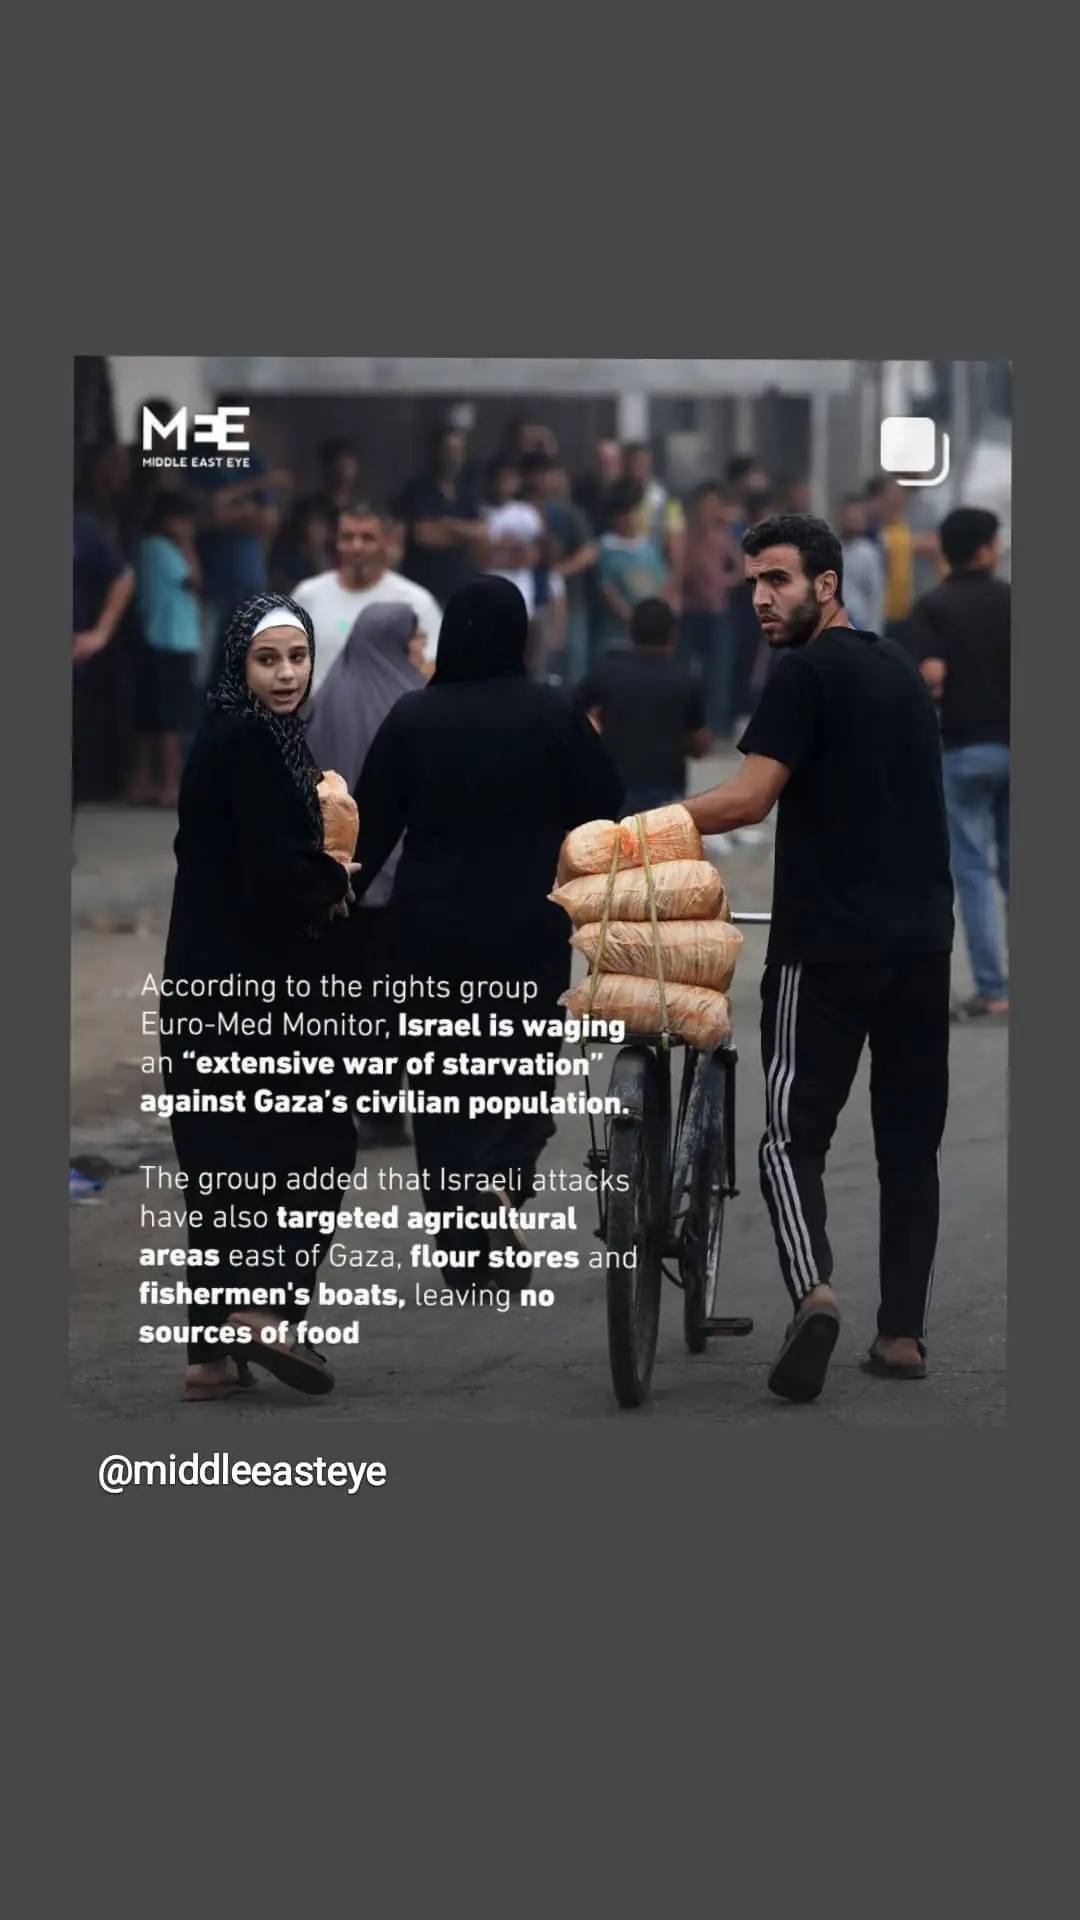 MEE
MIDDLE EAST EYE
According to the rights group
Euro-Med Monitor, Israel is waging
an “extensive war of starvation”
against Gaza’s civilian population.
The group added that Israeli attacks
have also targeted agricultural
areas east of Gaza, flour stores and
fishermen's boats, leaving no
sources of food
@middleeasteye